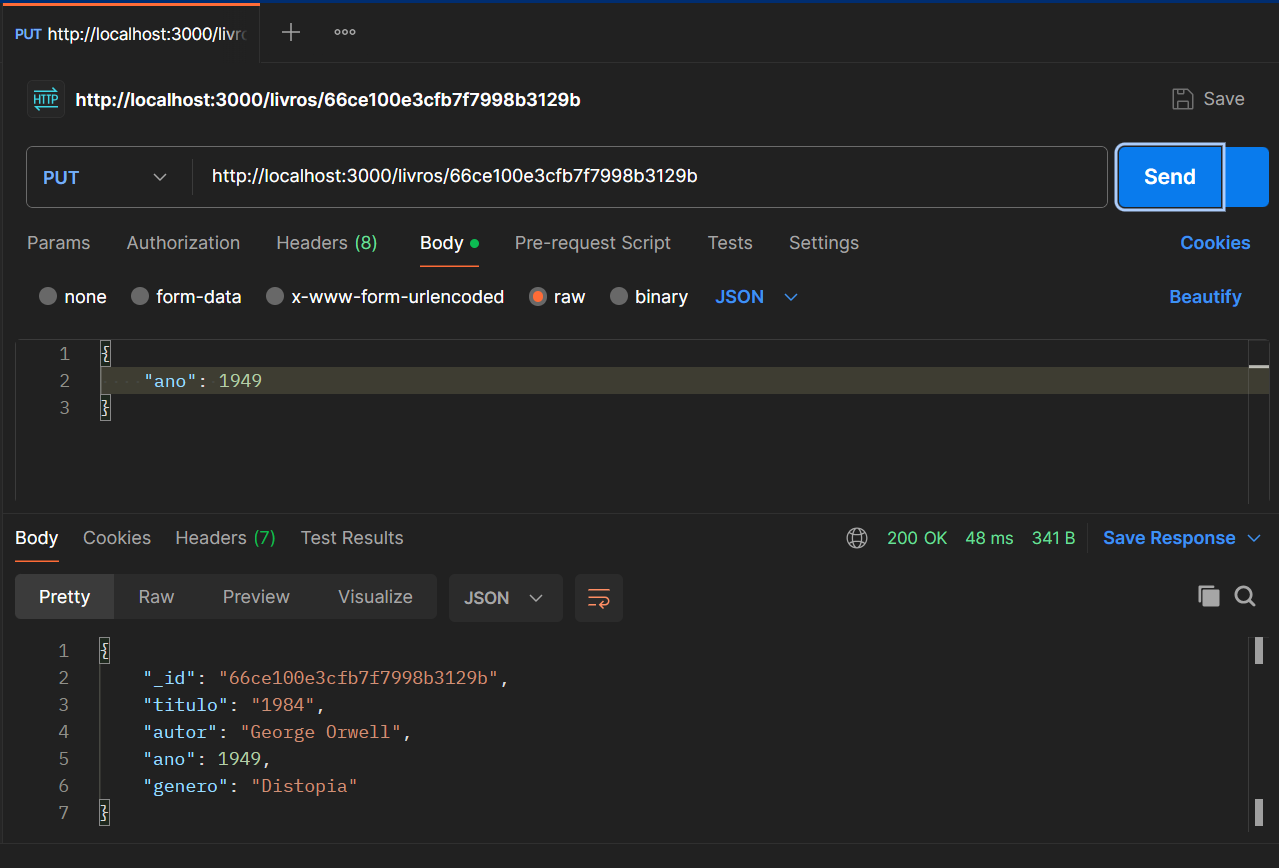 PUT http://localhost:3000/livro
HTTP http://localhost:3000/livros/66ce100e3cfb7f7998b3129b Save
PUT http://localhost:3000/livros/66ce100e3cfb7f7998b3129b Send
Params Authorization Headers (8) Body Pre-request Script Tests Settings Cookies
none form-data x-www-form-urlencoded raw binary JSON Beautify
1 {
2 "ano": 1949
3 }
Body Cookies Headers (7) Test Results 200 OK 48 ms 341 B Save Response
Pretty Raw Preview Visualize JSON
1 {
2 "_id": "66ce100e3cfb7f7998b3129b",
3 "titulo": "1984",
4 "autor": "George Orwell",
5 "ano": 1949,
6 "genero": "Distopia"
7 }